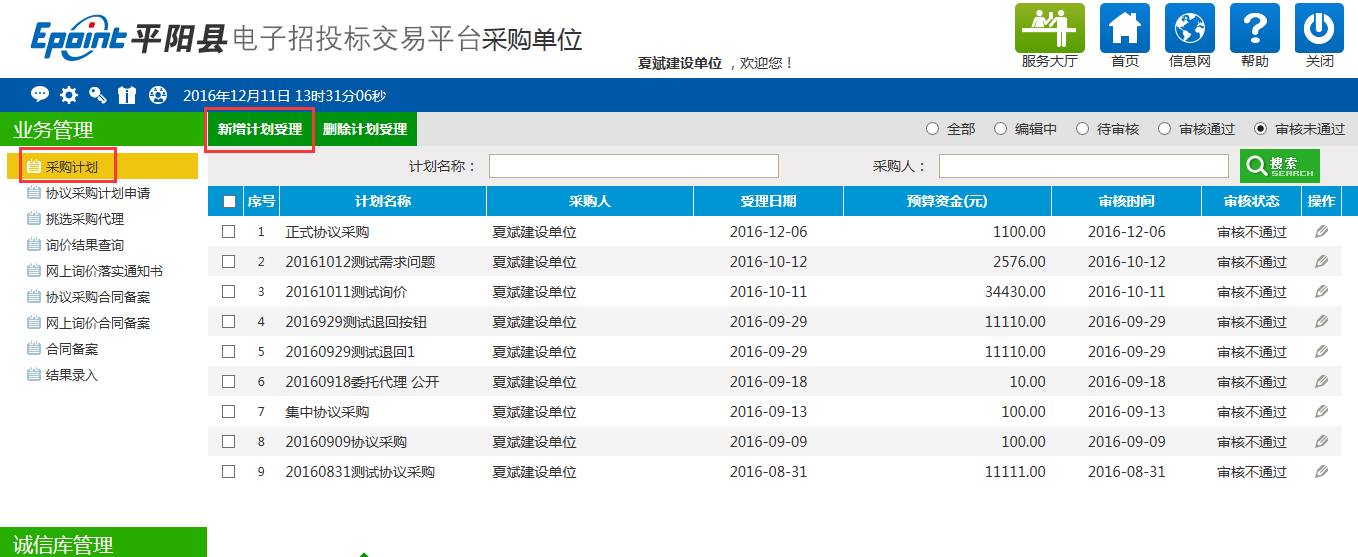 Epoint 平阳县 电子招投标交易平台采购单位
夏斌建设单位 ，欢迎您！
服务大厅 首页 信息网 帮助 关闭
2016年12月11日 13时31分06秒
业务管理
采购计划
协议采购计划申请
挑选采购代理
询价结果查询
网上询价落实通知书
协议采购合同备案
网上询价合同备案
合同备案
结果录入
诚信库管理
新增计划受理 删除计划受理 全部 编辑中 待审核 审核通过 审核未通过
计划名称： 采购人： 搜索 SEARCH
序号 计划名称 采购人 受理日期 预算资金(元) 审核时间 审核状态 操作
1 正式协议采购 夏斌建设单位 2016-12-06 1100.00 2016-12-06 审核不通过
2 20161012测试需求问题 夏斌建设单位 2016-10-12 2576.00 2016-10-12 审核不通过
3 20161011测试询价 夏斌建设单位 2016-10-11 34430.00 2016-10-11 审核不通过
4 2016929测试退回按钮 夏斌建设单位 2016-09-29 11110.00 2016-09-29 审核不通过
5 20160929测试退回1 夏斌建设单位 2016-09-29 11110.00 2016-09-29 审核不通过
6 20160918委托代理 公开 夏斌建设单位 2016-09-18 10.00 2016-09-18 审核不通过
7 集中协议采购 夏斌建设单位 2016-09-13 100.00 2016-09-13 审核不通过
8 20160909协议采购 夏斌建设单位 2016-09-09 100.00 2016-09-09 审核不通过
9 20160831测试协议采购 夏斌建设单位 2016-08-31 11111.00 2016-08-31 审核不通过